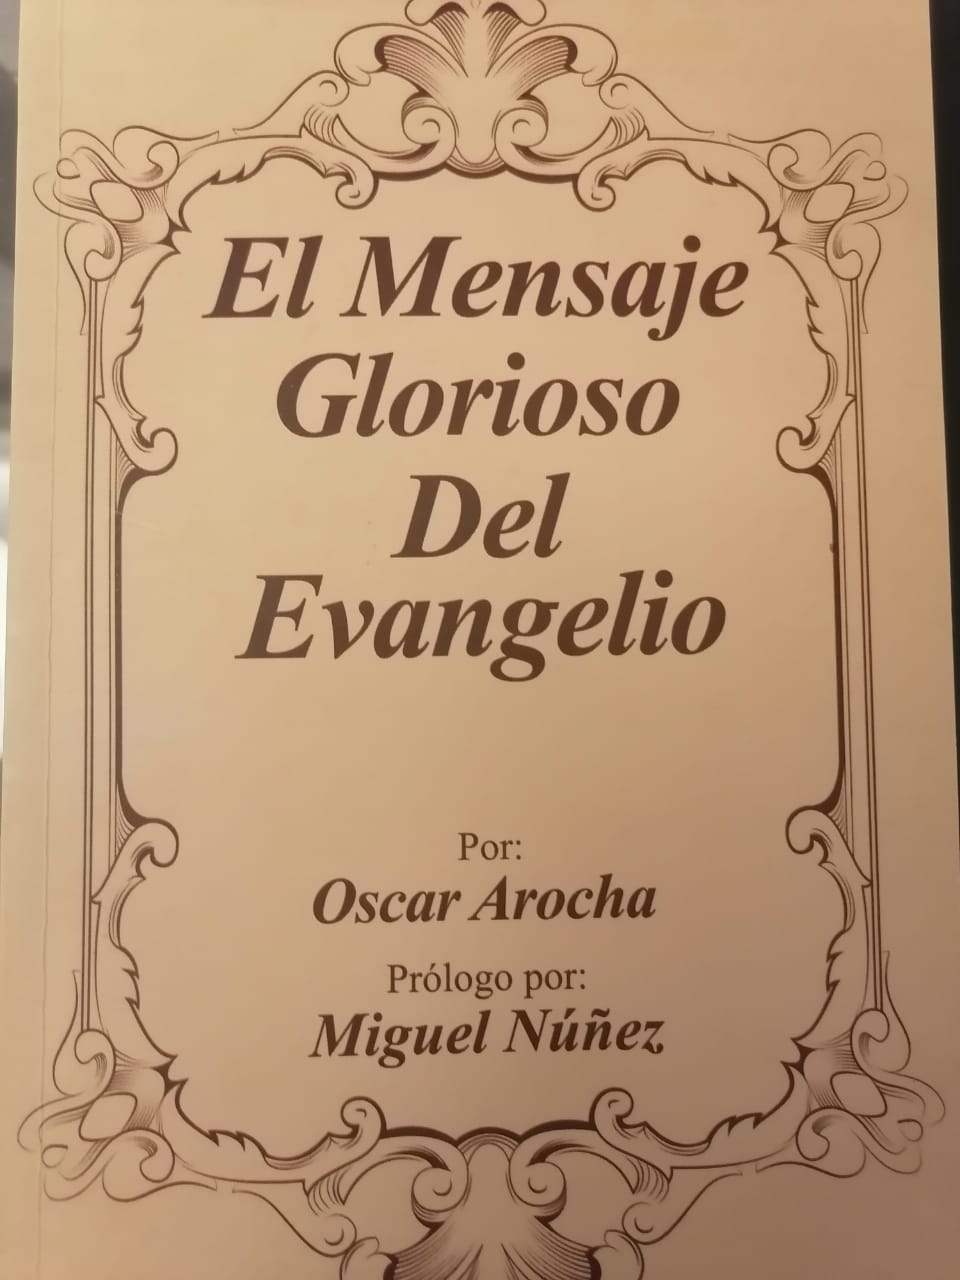 El Mensaje
Glorioso
Del
Evangelio
Por:
Oscar Arocha
Prólogo por:
Miguel Núñez